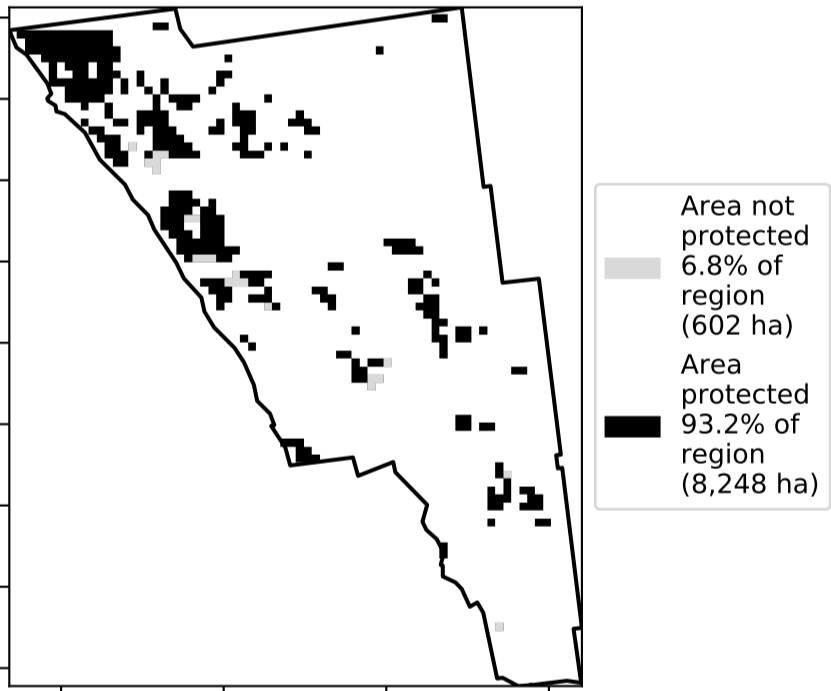 Area not
protected
6.8% of
region
(602 ha)
Area
protected
93.2% of
region
(8,248 ha)